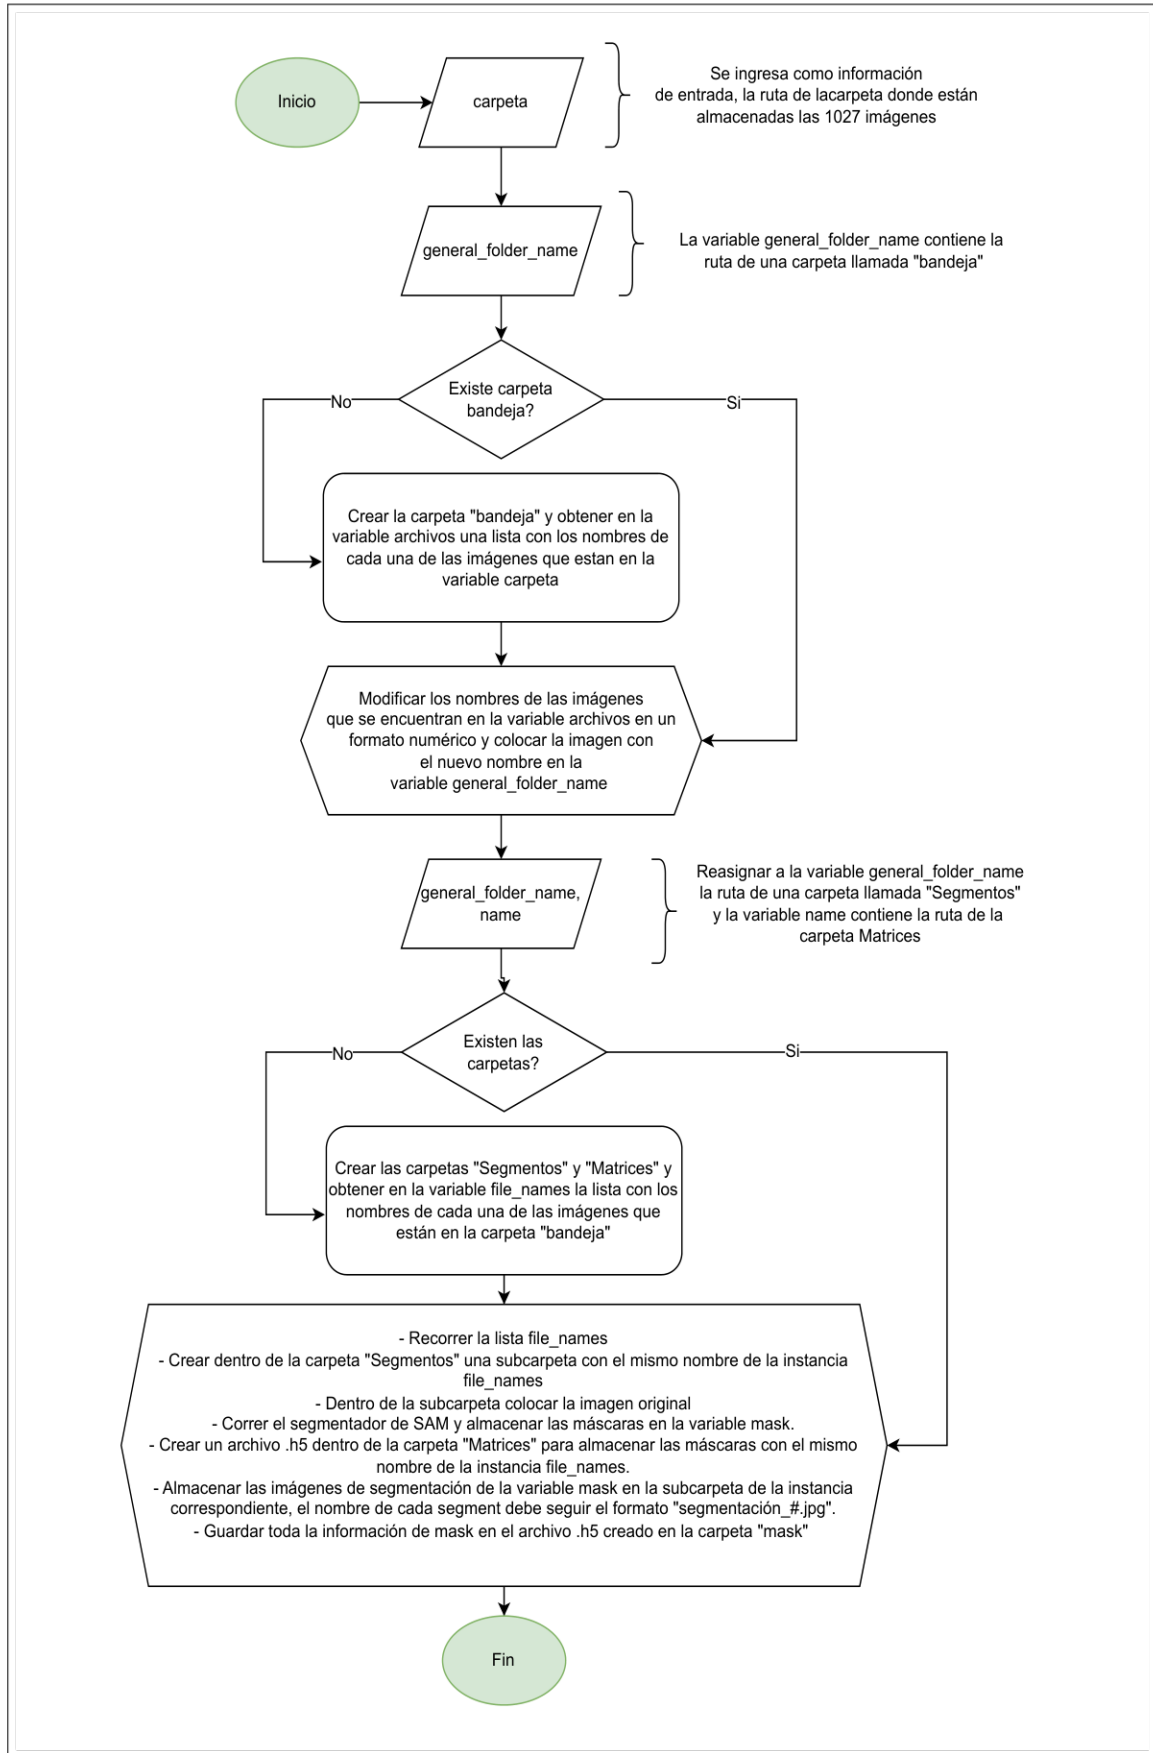 Inicio
carpeta
Se ingresa como información
de entrada, la ruta de lacarpeta donde están
almacenadas las 1027 imágenes
general_folder_name
La variable general_folder_name contiene la
ruta de una carpeta llamada "bandeja"
Existe carpeta
bandeja?
No
Si
Crear la carpeta "bandeja" y obtener en la
variable archivos una lista con los nombres de
cada una de las imágenes que estan en la
variable carpeta
Modificar los nombres de las imágenes
que se encuentran en la variable archivos en un
formato numérico y colocar la imagen con
el nuevo nombre en la
variable general_folder_name
general_folder_name,
name
Reasignar a la variable general_folder_name
la ruta de una carpeta llamada "Segmentos"
y la variable name contiene la ruta de la
carpeta Matrices
Existen las
carpetas?
No
Si
Crear las carpetas "Segmentos" y "Matrices" y
obtener en la variable file_names la lista con los
nombres de cada una de las imágenes que
están en la carpeta "bandeja"
- Recorrer la lista file_names
- Crear dentro de la carpeta "Segmentos" una subcarpeta con el mismo nombre de la instancia
file_names
- Dentro de la subcarpeta colocar la imagen original
- Correr el segmentador de SAM y almacenar las máscaras en la variable mask.
- Crear un archivo .h5 dentro de la carpeta "Matrices" para almacenar las máscaras con el mismo
nombre de la instancia file_names.
- Almacenar las imágenes de segmentación de la variable mask en la subcarpeta de la instancia
correspondiente, el nombre de cada segment debe seguir el formato "segmentación_#.jpg".
- Guardar toda la información de mask en el archivo .h5 creado en la carpeta "mask"
Fin